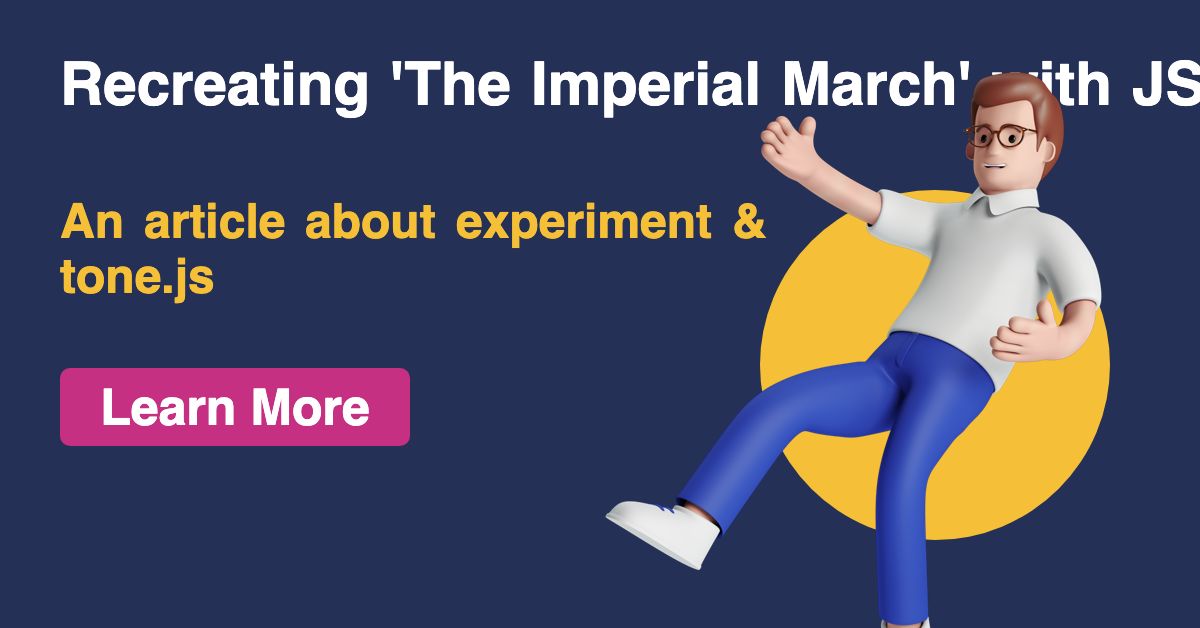 Recreating 'The Imperial March' with JS
An article about experiment &
tone.js
Learn More